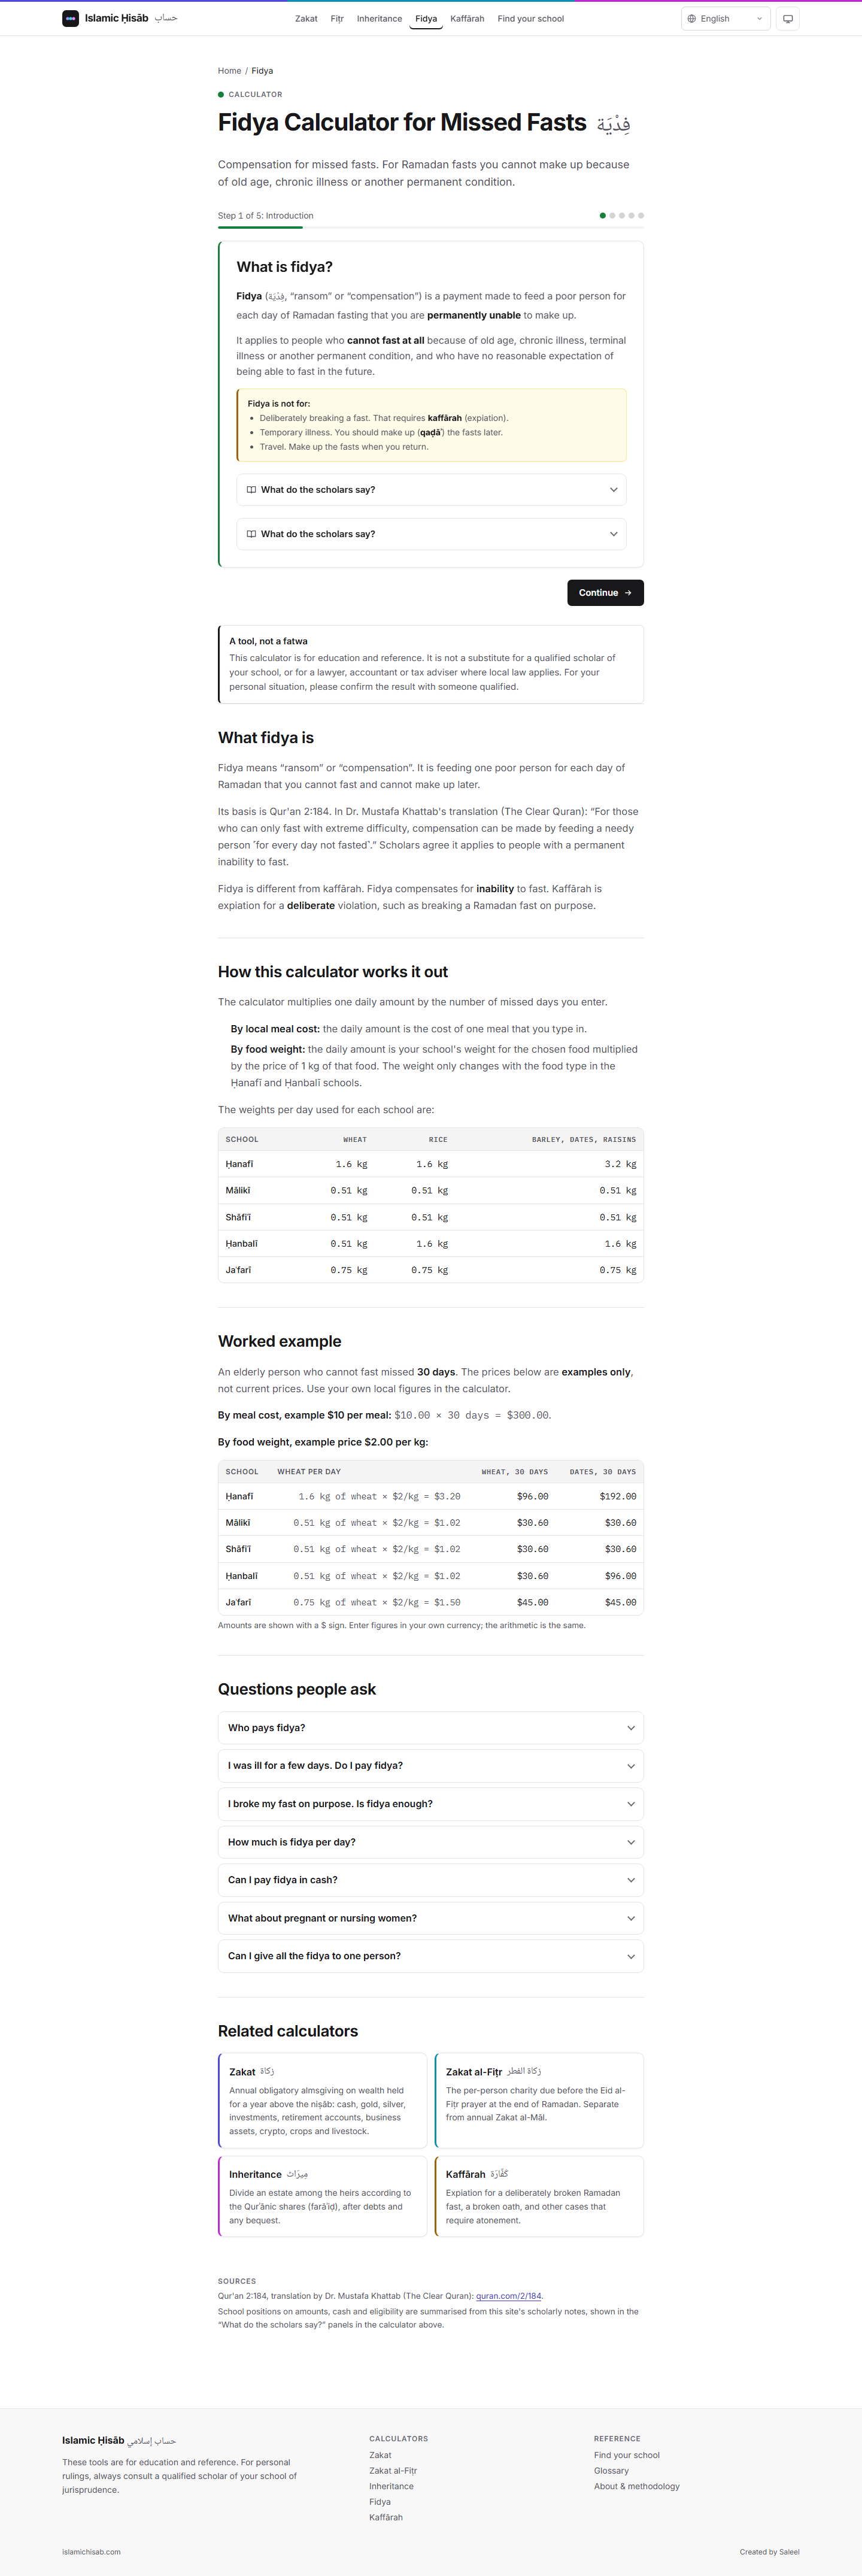 Islamic Ḥisāb حساب
Zakat Fiṭr Inheritance Fidya Kaffārah Find your school
English
Home / Fidya
CALCULATOR
Fidya Calculator for Missed Fasts فِدْيَة
Compensation for missed fasts. For Ramadan fasts you cannot make up because
of old age, chronic illness or another permanent condition.
Step 1 of 5: Introduction
What is fidya?
Fidya (فِدْيَة, “ransom” or “compensation”) is a payment made to feed a poor person for
each day of Ramadan fasting that you are permanently unable to make up.
It applies to people who cannot fast at all because of old age, chronic illness, terminal
illness or another permanent condition, and who have no reasonable expectation of
being able to fast in the future.
Fidya is not for:
Deliberately breaking a fast. That requires kaffārah (expiation).
Temporary illness. You should make up (qaḍāʾ) the fasts later.
Travel. Make up the fasts when you return.
What do the scholars say?
What do the scholars say?
Continue →
A tool, not a fatwa
This calculator is for education and reference. It is not a substitute for a qualified scholar of
your school, or for a lawyer, accountant or tax adviser where local law applies. For your
personal situation, please confirm the result with someone qualified.
What fidya is
Fidya means “ransom” or “compensation”. It is feeding one poor person for each day of
Ramadan that you cannot fast and cannot make up later.
Its basis is Qur'an 2:184. In Dr. Mustafa Khattab's translation (The Clear Quran): “For those
who can only fast with extreme difficulty, compensation can be made by feeding a needy
person ˹for every day not fasted˺.” Scholars agree it applies to people with a permanent
inability to fast.
Fidya is different from kaffārah. Fidya compensates for inability to fast. Kaffārah is
expiation for a deliberate violation, such as breaking a Ramadan fast on purpose.
How this calculator works it out
The calculator multiplies one daily amount by the number of missed days you enter.
By local meal cost: the daily amount is the cost of one meal that you type in.
By food weight: the daily amount is your school's weight for the chosen food multiplied
by the price of 1 kg of that food. The weight only changes with the food type in the
Ḥanafī and Ḥanbalī schools.
The weights per day used for each school are:
SCHOOL WHEAT RICE BARLEY, DATES, RAISINS
Ḥanafī 1.6 kg 1.6 kg 3.2 kg
Mālikī 0.51 kg 0.51 kg 0.51 kg
Shāfiʿī 0.51 kg 0.51 kg 0.51 kg
Ḥanbalī 0.51 kg 1.6 kg 1.6 kg
Jaʿfarī 0.75 kg 0.75 kg 0.75 kg
Worked example
An elderly person who cannot fast missed 30 days. The prices below are examples only,
not current prices. Use your own local figures in the calculator.
By meal cost, example $10 per meal: $10.00 × 30 days = $300.00.
By food weight, example price $2.00 per kg:
SCHOOL WHEAT PER DAY WHEAT, 30 DAYS DATES, 30 DAYS
Ḥanafī 1.6 kg of wheat × $2/kg = $3.20 $96.00 $192.00
Mālikī 0.51 kg of wheat × $2/kg = $1.02 $30.60 $30.60
Shāfiʿī 0.51 kg of wheat × $2/kg = $1.02 $30.60 $30.60
Ḥanbalī 0.51 kg of wheat × $2/kg = $1.02 $30.60 $96.00
Jaʿfarī 0.75 kg of wheat × $2/kg = $1.50 $45.00 $45.00
Amounts are shown with a $ sign. Enter figures in your own currency; the arithmetic is the same.
Questions people ask
Who pays fidya?
I was ill for a few days. Do I pay fidya?
I broke my fast on purpose. Is fidya enough?
How much is fidya per day?
Can I pay fidya in cash?
What about pregnant or nursing women?
Can I give all the fidya to one person?
Related calculators
Zakat زكاة
Annual obligatory almsgiving on wealth held
for a year above the niṣāb: cash, gold, silver,
investments, retirement accounts, business
assets, crypto, crops and livestock.
Zakat al-Fiṭr زكاة الفطر
The per-person charity due before the Eid al-
Fiṭr prayer at the end of Ramadan. Separate
from annual Zakat al-Māl.
Inheritance مِيرَاث
Divide an estate among the heirs according to
the Qurʾānic shares (farāʾiḍ), after debts and
any bequest.
Kaffārah كَفَّارَة
Expiation for a deliberately broken Ramadan
fast, a broken oath, and other cases that
require atonement.
SOURCES
Qur'an 2:184, translation by Dr. Mustafa Khattab (The Clear Quran): quran.com/2/184.
School positions on amounts, cash and eligibility are summarised from this site's scholarly notes, shown in the
“What do the scholars say?” panels in the calculator above.
Islamic Ḥisāb حساب إسلامي
These tools are for education and reference. For personal
rulings, always consult a qualified scholar of your school of
jurisprudence.
CALCULATORS
Zakat
Zakat al-Fiṭr
Inheritance
Fidya
Kaffārah
REFERENCE
Find your school
Glossary
About & methodology
islamichisab.com
Created by Saleel